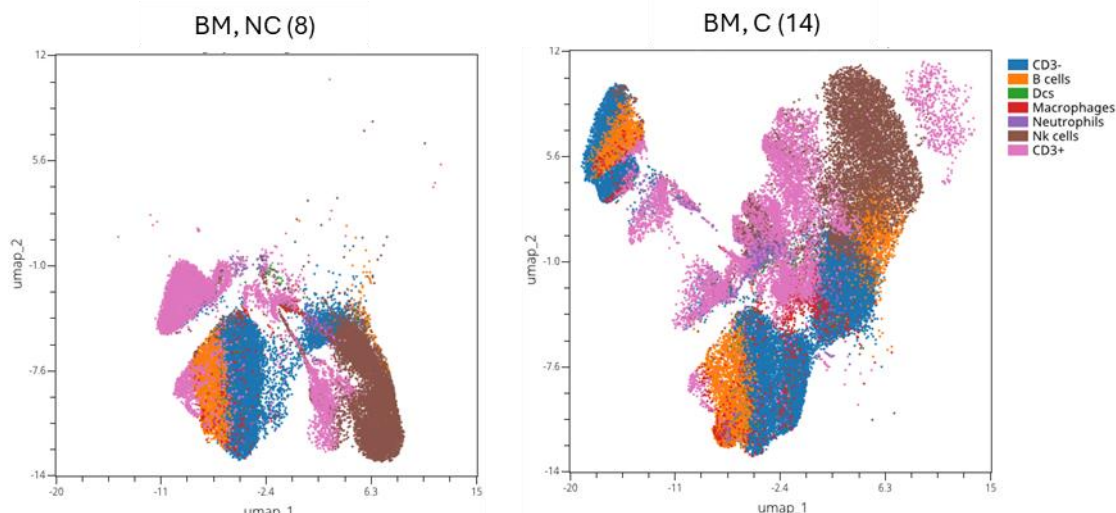 BM, NC (8)
BM, C (14)
12
5.6
-1.0
-7.6
-14
umap_2
-20
-11
-2.4
6.3
15
umap_1
12
5.6
-1.0
-7.6
-14
umap_2
-20
-11
-2.4
6.3
15
umap_1
CD3-
B cells
Dcs
Macrophages
Neutrophils
Nk cells
CD3+